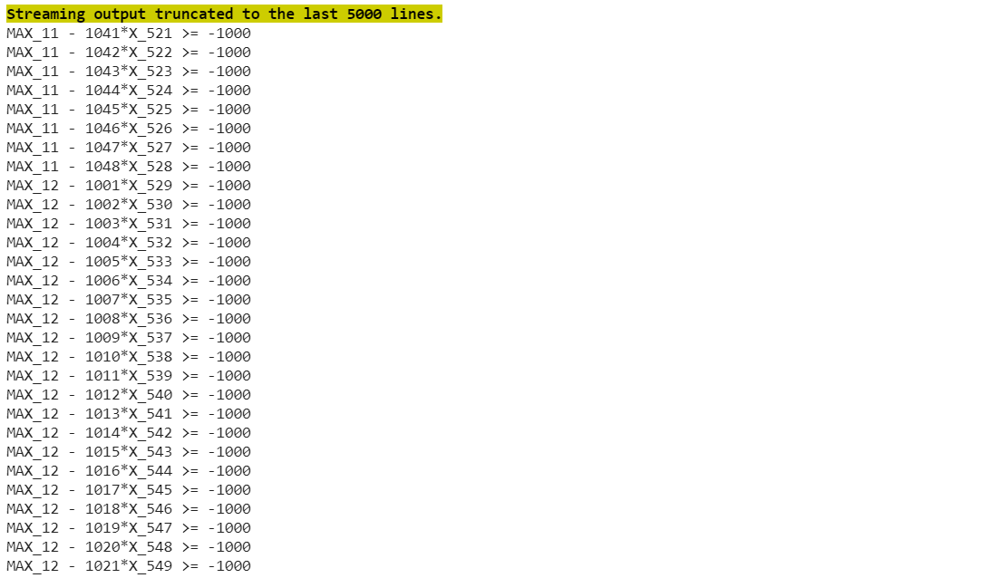 Streaming output truncated to the last 5000 lines.
MAX_11 - 1041*X_521 >= -1000
MAX_11 - 1042*X_522 >= -1000
MAX_11 - 1043*X_523 >= -1000
MAX_11 - 1044*X_524 >= -1000
MAX_11 - 1045*X_525 >= -1000
MAX_11 - 1046*X_526 >= -1000
MAX_11 - 1047*X_527 >= -1000
MAX_11 - 1048*X_528 >= -1000
MAX_12 - 1001*X_529 >= -1000
MAX_12 - 1002*X_530 >= -1000
MAX_12 - 1003*X_531 >= -1000
MAX_12 - 1004*X_532 >= -1000
MAX_12 - 1005*X_533 >= -1000
MAX_12 - 1006*X_534 >= -1000
MAX_12 - 1007*X_535 >= -1000
MAX_12 - 1008*X_536 >= -1000
MAX_12 - 1009*X_537 >= -1000
MAX_12 - 1010*X_538 >= -1000
MAX_12 - 1011*X_539 >= -1000
MAX_12 - 1012*X_540 >= -1000
MAX_12 - 1013*X_541 >= -1000
MAX_12 - 1014*X_542 >= -1000
MAX_12 - 1015*X_543 >= -1000
MAX_12 - 1016*X_544 >= -1000
MAX_12 - 1017*X_545 >= -1000
MAX_12 - 1018*X_546 >= -1000
MAX_12 - 1019*X_547 >= -1000
MAX_12 - 1020*X_548 >= -1000
MAX_12 - 1021*X_549 >= -1000